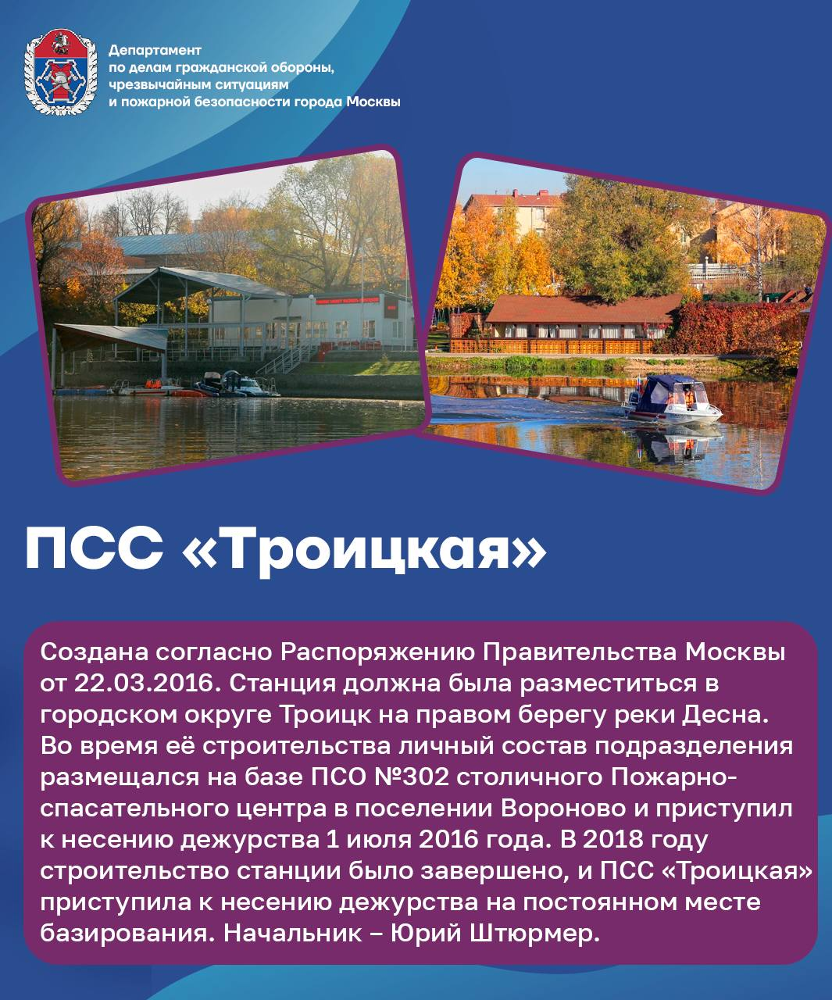 Департамент
по делам гражданской обороны,
чрезвычайным ситуациям
и пожарной безопасности города Москвы
ПСС «Троицкая»
Создана согласно Распоряжению Правительства Москвы
от 22.03.2016. Станция должна была разместиться в
городском округе Троицк на правом берегу реки Десна.
Во время её строительства личный состав подразделения
размещался на базе ПСО №302 столичного Пожарно-
спасательного центра в поселении Вороново и приступил
к несению дежурства 1 июля 2016 года. В 2018 году
строительство станции было завершено, и ПСС «Троицкая»
приступила к несению дежурства на постоянном месте
базирования. Начальник – Юрий Штюрмер.